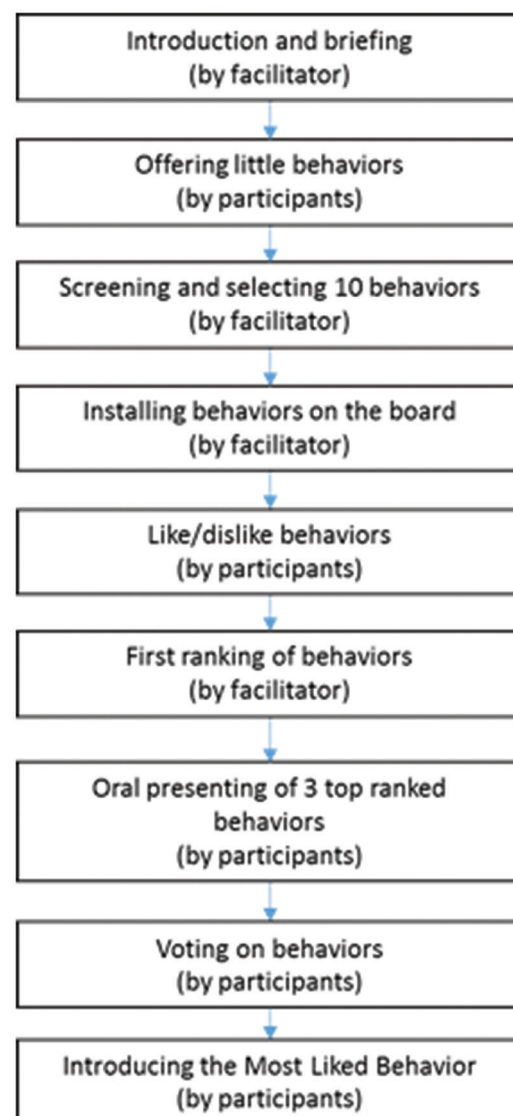 Introduction and briefing
(by facilitator)
Offering little behaviors
(by participants)
Screening and selecting 10 behaviors
(by facilitator)
Installing behaviors on the board
(by facilitator)
Like/dislike behaviors
(by participants)
First ranking of behaviors
(by facilitator)
Oral presenting of 3 top ranked
behaviors
(by participants)
Voting on behaviors
(by participants)
Introducing the Most Liked Behavior
(by participants)